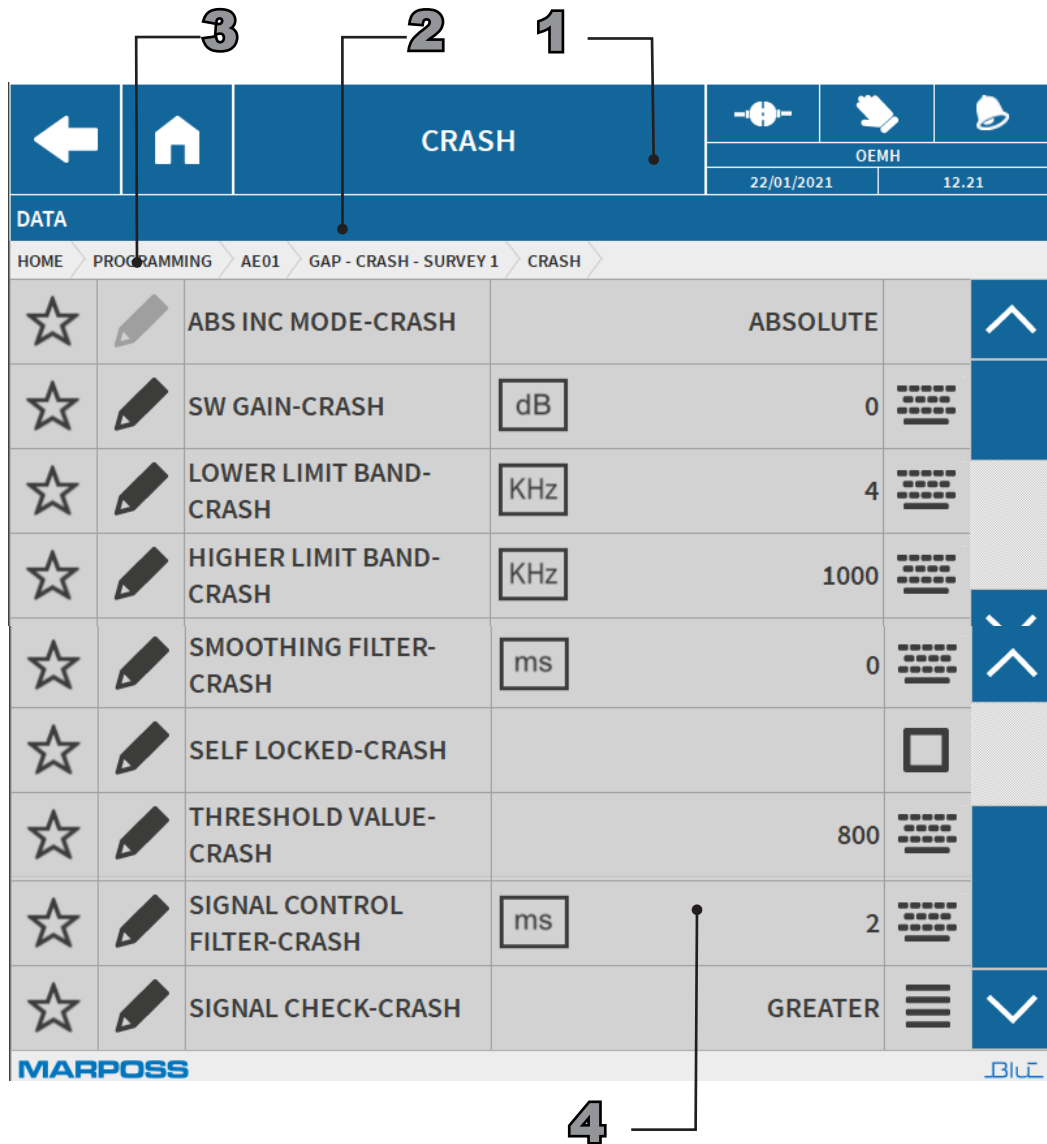 3 2 1
CRASH
OEMH
22/01/2021 12.21
DATA
HOME PROGRAMMING AE01 GAP - CRASH - SURVEY 1 CRASH
ABS INC MODE-CRASH ABSOLUTE
SW GAIN-CRASH dB 0
LOWER LIMIT BAND-
CRASH KHz 4
HIGHER LIMIT BAND-
CRASH KHz 1000
SMOOTHING FILTER-
CRASH ms 0
SELF LOCKED-CRASH
THRESHOLD VALUE-
CRASH 800
SIGNAL CONTROL
FILTER-CRASH ms 2
SIGNAL CHECK-CRASH GREATER
MARPOSS Blú
4